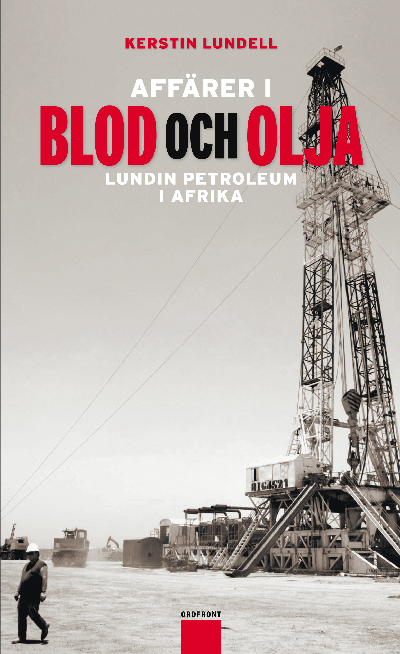 KERSTIN LUNDELL
AFFÄRER I
BLOD OCH OLJA
LUNDIN PETROLEUM
I AFRIKA
ORDFRONT